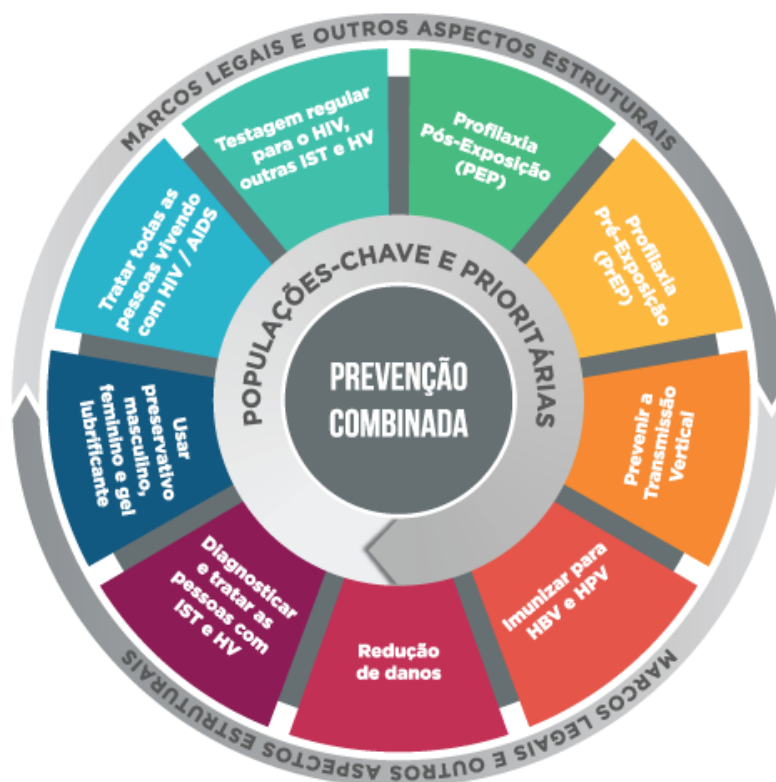 MARCOS LEGAIS E OUTROS ASPECTOS ESTRUTURAIS
Testagem regular
para o HIV,
outras IST e HV
Profilaxia
Pós-Exposição
(PEP)
Profilaxia
Pré-Exposição
(PrEP)
Prevenir a
Transmissão
Vertical
Imunizar para
HBV e HPV
Redução
de danos
Diagnosticar
e tratar as
pessoas com
IST e HV
Usar
preservativo
masculino,
feminino e gel
lubrificante
Tratar todas as
pessoas vivendo
com HIV / AIDS
POPULAÇÕES-CHAVE E PRIORITÁRIAS
PREVENÇÃO
COMBINADA
MARCOS LEGAIS E OUTROS ASPECTOS ESTRUTURAIS